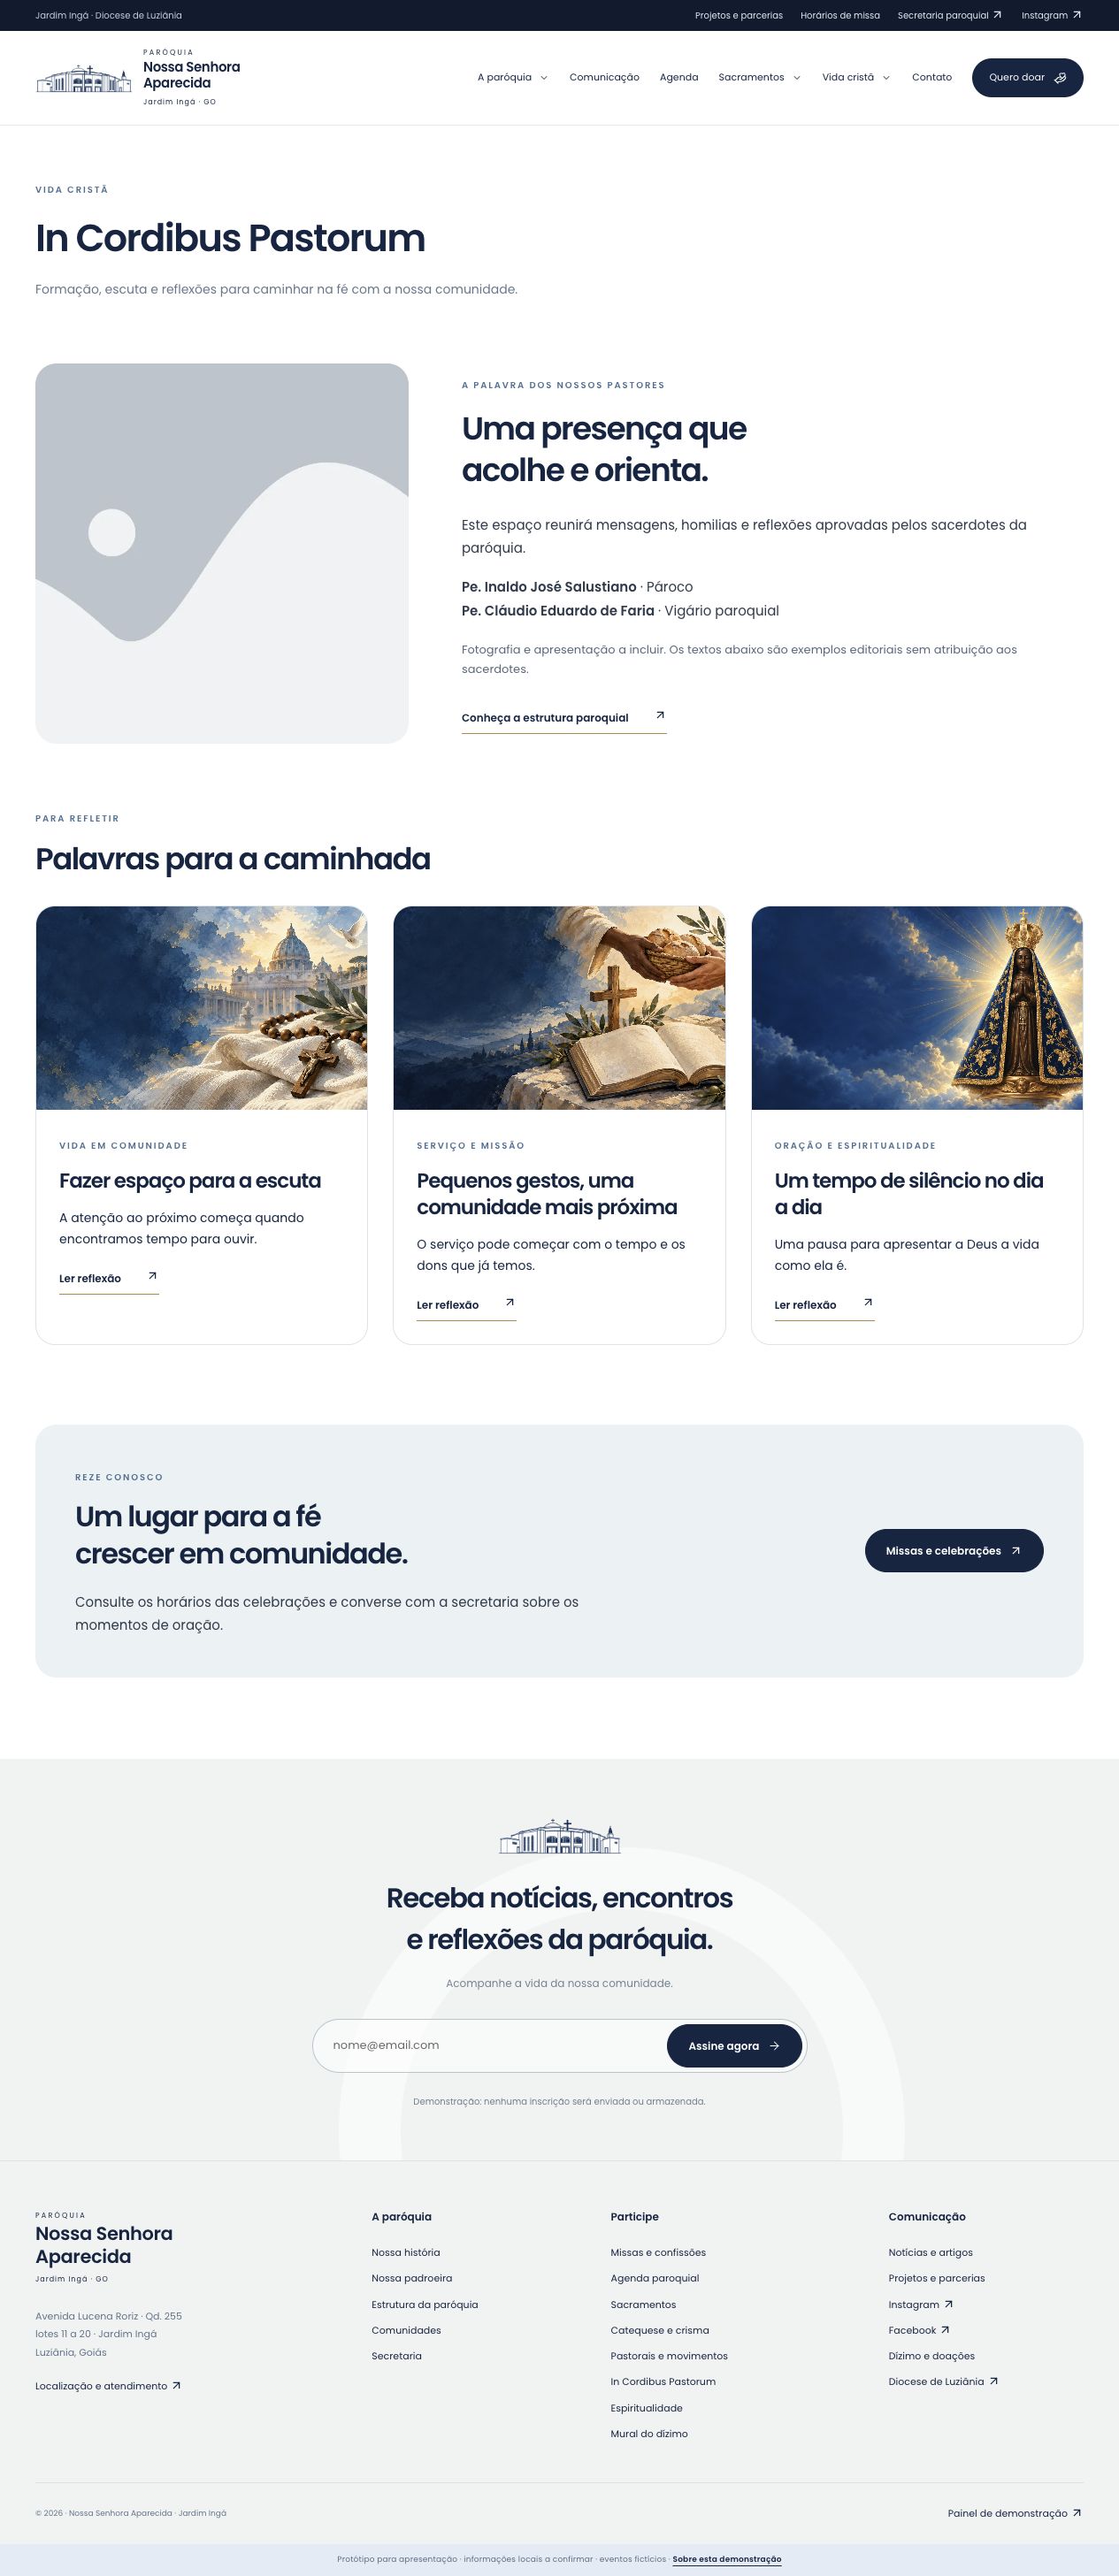 Jardim Ingá · Diocese de Luziânia
Projetos e parcerias Horários de missa Secretaria paroquial Instagram
PARÓQUIA
Nossa Senhora
Aparecida
Jardim Ingá · GO
A paróquia Comunicação Agenda Sacramentos Vida cristã Contato Quero doar
VIDA CRISTÃ
In Cordibus Pastorum
Formação, escuta e reflexões para caminhar na fé com a nossa comunidade.
A PALAVRA DOS NOSSOS PASTORES
Uma presença que
acolhe e orienta.
Este espaço reunirá mensagens, homilias e reflexões aprovadas pelos sacerdotes da
paróquia.
Pe. Inaldo José Salustiano · Pároco
Pe. Cláudio Eduardo de Faria · Vigário paroquial
Fotografia e apresentação a incluir. Os textos abaixo são exemplos editoriais sem atribuição aos
sacerdotes.
Conheça a estrutura paroquial
PARA REFLETIR
Palavras para a caminhada
VIDA EM COMUNIDADE
Fazer espaço para a escuta
A atenção ao próximo começa quando
encontramos tempo para ouvir.
Ler reflexão
SERVIÇO E MISSÃO
Pequenos gestos, uma
comunidade mais próxima
O serviço pode começar com o tempo e os
dons que já temos.
Ler reflexão
ORAÇÃO E ESPIRITUALIDADE
Um tempo de silêncio no dia
a dia
Uma pausa para apresentar a Deus a vida
como ela é.
Ler reflexão
REZE CONOSCO
Um lugar para a fé
crescer em comunidade.
Consulte os horários das celebrações e converse com a secretaria sobre os
momentos de oração.
Missas e celebrações
Receba notícias, encontros
e reflexões da paróquia.
Acompanhe a vida da nossa comunidade.
nome@email.com
Assine agora
Demonstração: nenhuma inscrição será enviada ou armazenada.
PARÓQUIA
Nossa Senhora
Aparecida
Jardim Ingá · GO
Avenida Lucena Roriz · Qd. 255
lotes 11 a 20 · Jardim Ingá
Luziânia, Goiás
Localização e atendimento
A paróquia
Nossa história
Nossa padroeira
Estrutura da paróquia
Comunidades
Secretaria
Participe
Missas e confissões
Agenda paroquial
Sacramentos
Catequese e crisma
Pastorais e movimentos
In Cordibus Pastorum
Espiritualidade
Mural do dízimo
Comunicação
Notícias e artigos
Projetos e parcerias
Instagram
Facebook
Dízimo e doações
Diocese de Luziânia
© 2026 · Nossa Senhora Aparecida · Jardim Ingá
Painel de demonstração
Protótipo para apresentação · informações locais a confirmar · eventos fictícios · Sobre esta demonstração